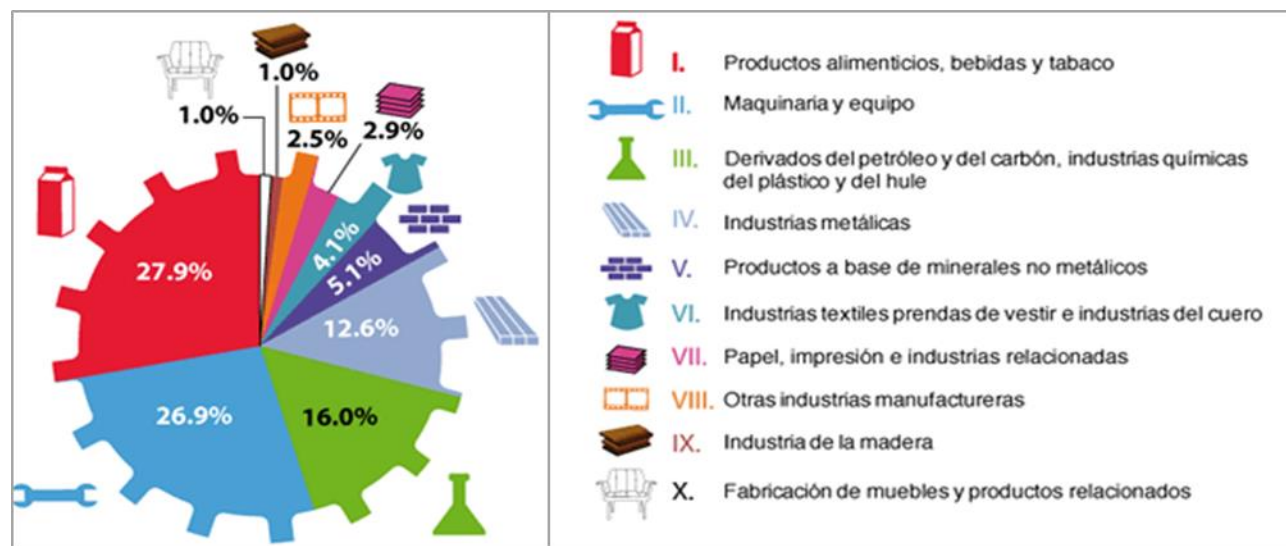 1.0%
1.0%
2.5%
2.9%
4.1%
5.1%
27.9%
12.6%
26.9%
16.0%
I. Productos alimenticios, bebidas y tabaco
II. Maquinaria y equipo
III. Derivados del petróleo y del carbón, industrias químicas
del plástico y del hule
IV. Industrias metálicas
V. Productos a base de minerales no metálicos
VI. Industrias textiles prendas de vestir e industrias del cuero
VII. Papel, impresión e industrias relacionadas
VIII. Otras industrias manufactureras
IX. Industria de la madera
X. Fabricación de muebles y productos relacionados